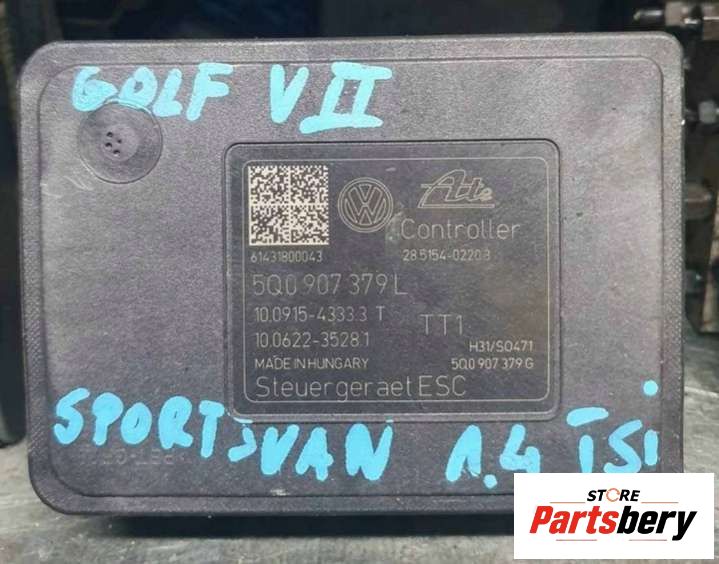 GOLF VII
Ate
Controller
61431800043
28.5154-0220.3
5Q0 907 379 L
10.0915-4333.3 T
10.0622-3528.1
TT1
H31/S0471
MADE IN HUNGARY
5Q0 907 379 G
Steuergeraet ESC
SPORTSVAN 1.4 TSi
STORE
Partsbery